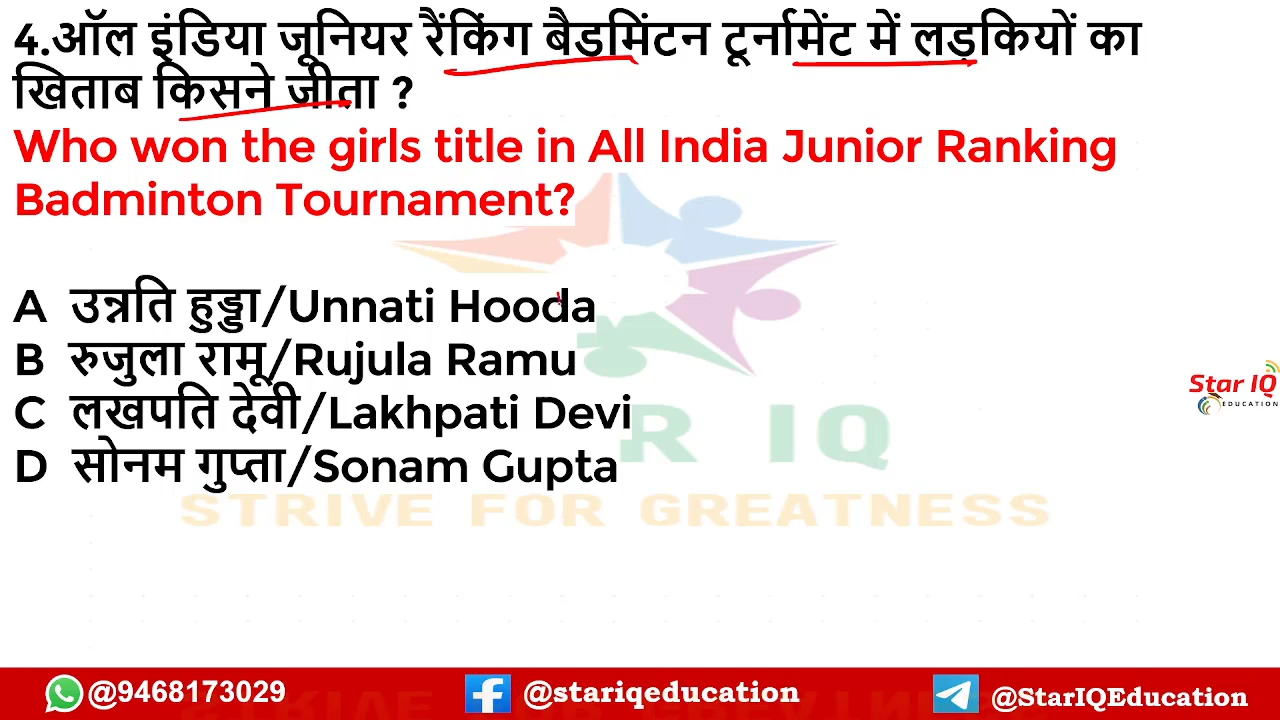 4.ऑल इंडिया जूनियर रैंकिंग बैडमिंटन टूर्नामेंट में लड़कियों का
खिताब किसने जीता ?
Who won the girls title in All India Junior Ranking
Badminton Tournament?
A उन्नति हुड्डा/Unnati Hooda
B रुजुला रामू/Rujula Ramu
C लखपति देवी/Lakhpati Devi
D सोनम गुप्ता/Sonam Gupta
Star IQ
EDUCATION
R IQ
STRIVE FOR GREATNESS
@9468173029
@stariqeducation
@StarIQEducation